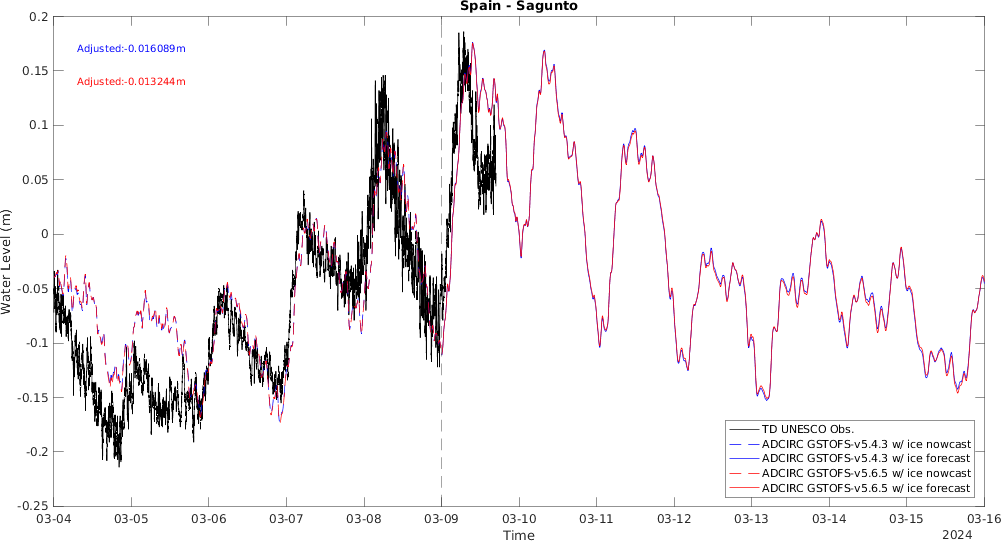 Spain - Sagunto
Adjusted:-0.016089m
Adjusted:-0.013244m
Water Level (m)
0.2
0.15
0.1
0.05
0
-0.05
-0.1
-0.15
-0.2
-0.25
TD UNESCO Obs.
ADCIRC GSTOFS-v5.4.3 w/ ice nowcast
ADCIRC GSTOFS-v5.4.3 w/ ice forecast
ADCIRC GSTOFS-v5.6.5 w/ ice nowcast
ADCIRC GSTOFS-v5.6.5 w/ ice forecast
03-04 03-05 03-06 03-07 03-08 03-09 03-10 03-11 03-12 03-13 03-14 03-15 03-16
Time
2024